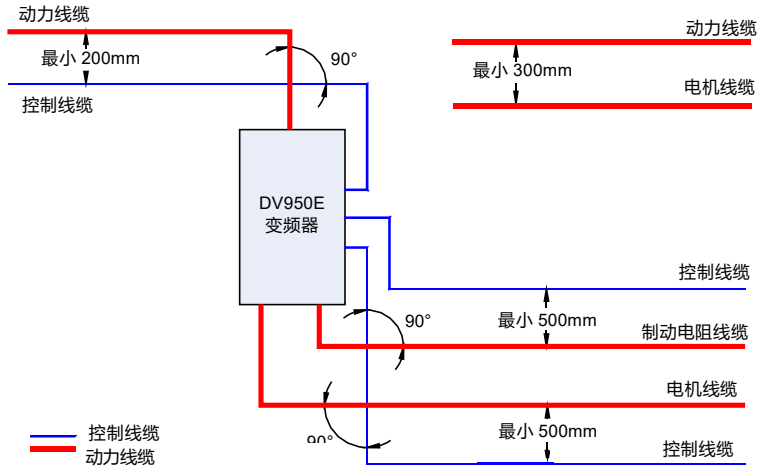 动力线缆
动力线缆
最小 200mm
90°
最小 300mm
控制线缆
电机线缆
DV950E
变频器
控制线缆
90°
最小 500mm
制动电阻线缆
电机线缆
90°
最小 500mm
控制线缆
控制线缆
动力线缆